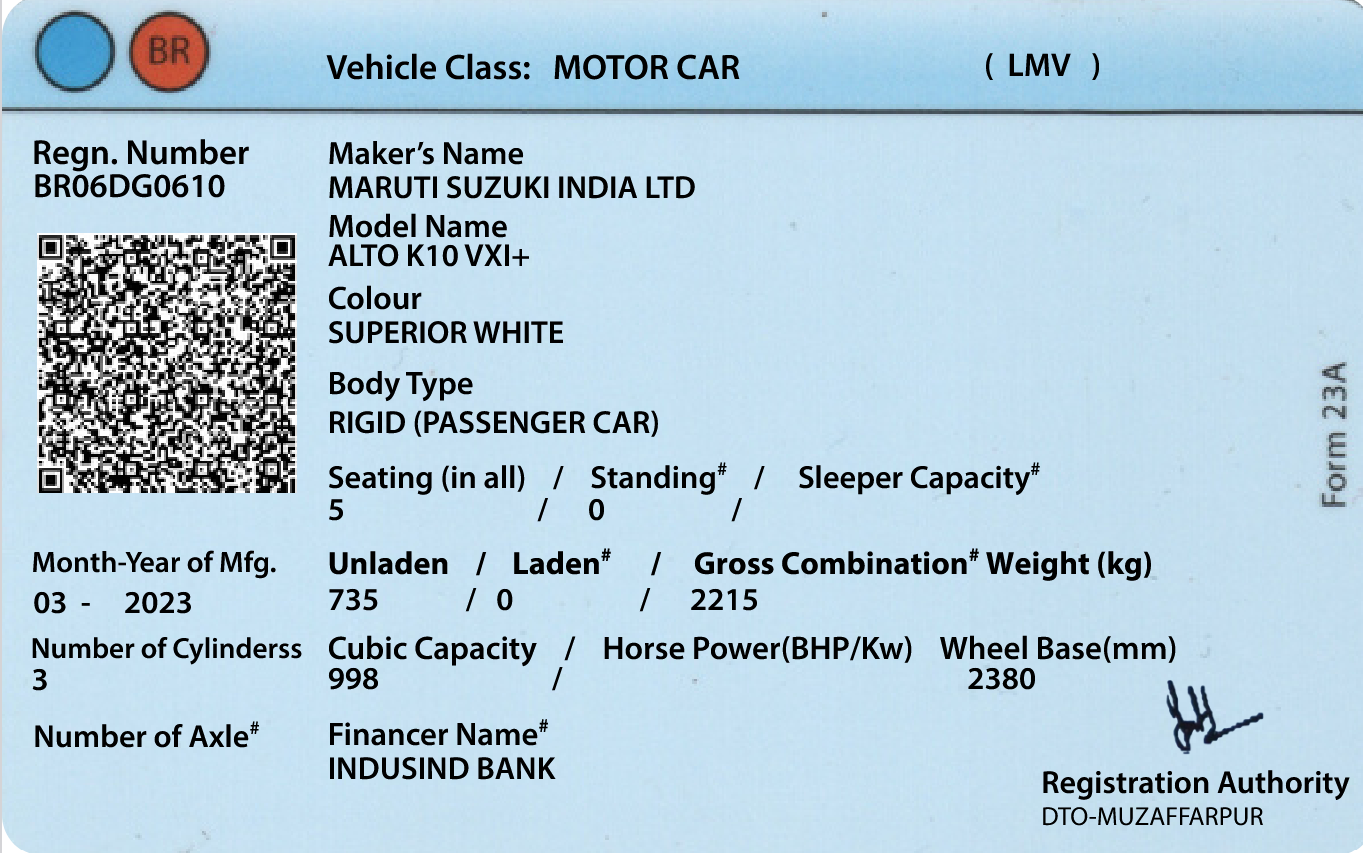 BR
Vehicle Class: MOTOR CAR ( LMV )
Regn. Number
BR06DG0610
Maker's Name
MARUTI SUZUKI INDIA LTD
Model Name
ALTO K10 VXI+
Colour
SUPERIOR WHITE
Body Type
RIGID (PASSENGER CAR)
Seating (in all) / Standing# / Sleeper Capacity#
5 / 0 /
Form 23A
Month-Year of Mfg.
03 - 2023
Unladen / Laden# / Gross Combination# Weight (kg)
735 / 0 / 2215
Number of Cylinderss
3
Cubic Capacity / Horse Power(BHP/Kw) Wheel Base(mm)
998 / 2380
Number of Axle#
Financer Name#
INDUSIND BANK
Registration Authority
DTO-MUZAFFARPUR